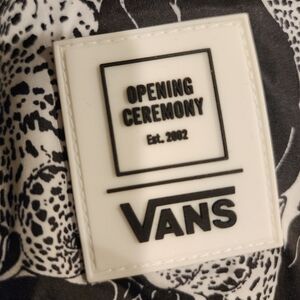 OPENING
CEREMONY
Est. 2002
VANS